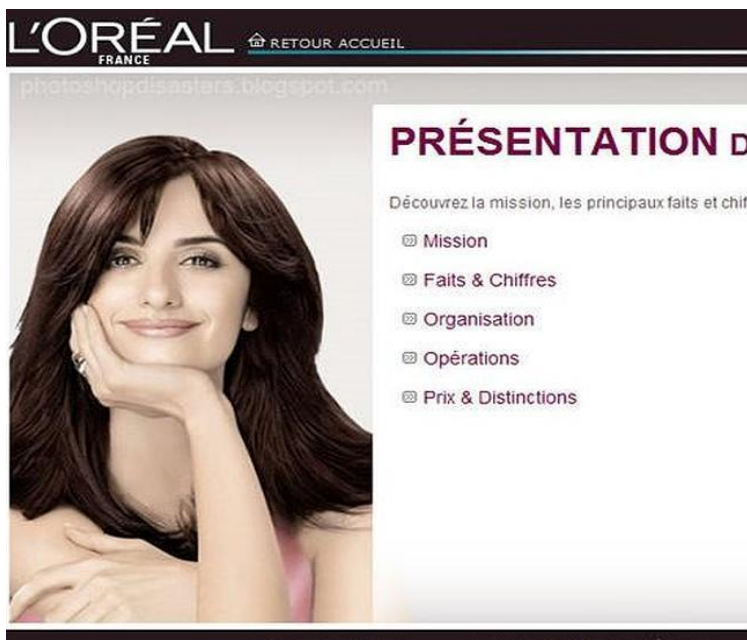 L'ORÉAL RETOUR ACCUEIL
FRANCE
photoshopdisasters.blogspot.com
PRÉSENTATION D
Découvrez la mission, les principaux faits et chif
Mission
Faits & Chiffres
Organisation
Opérations
Prix & Distinctions